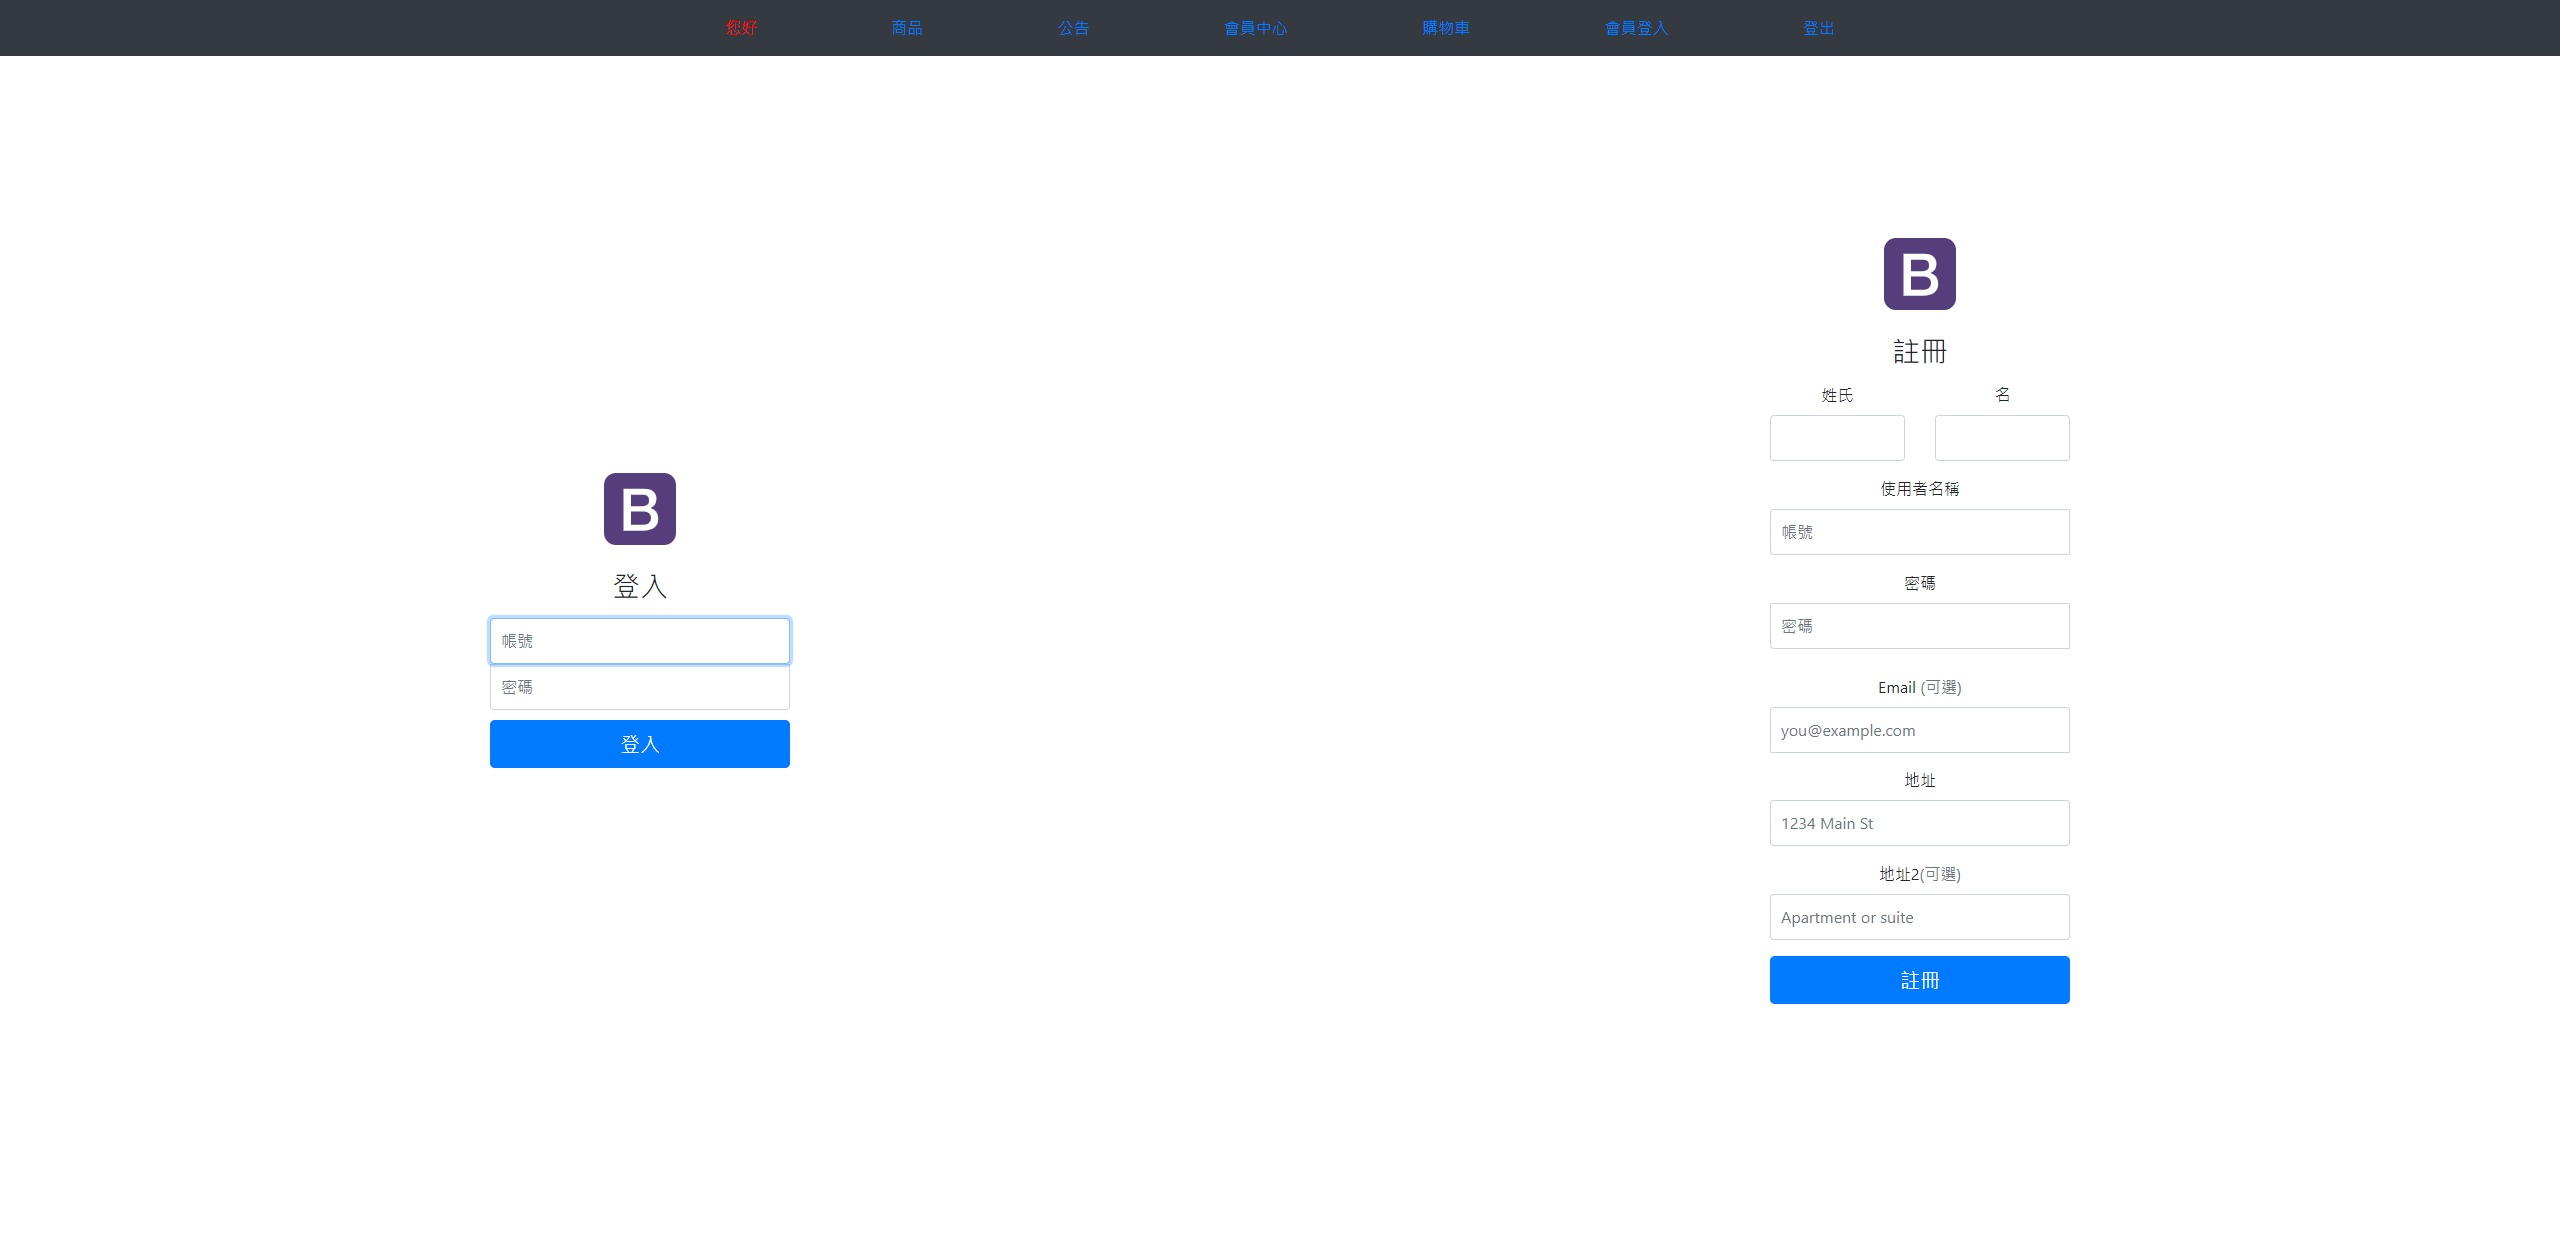 您好 商品 公告 會員中心 購物車 會員登入 登出
B
登入
帳號
密碼
登入
B
註冊
姓氏 名
使用者名稱
帳號
密碼
密碼
Email (可選)
you@example.com
地址
1234 Main St
地址2(可選)
Apartment or suite
註冊